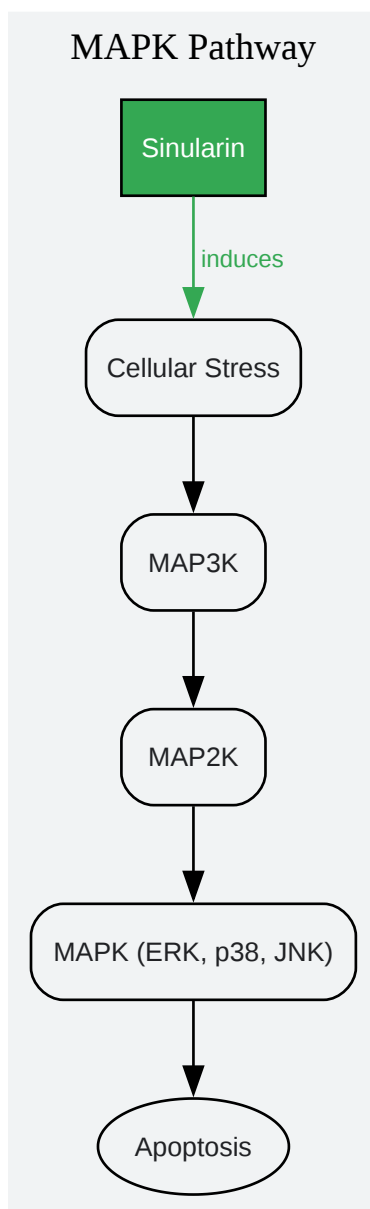 MAPK Pathway
Sinularin
induces
Cellular Stress
MAP3K
MAP2K
MAPK (ERK, p38, JNK)
Apoptosis